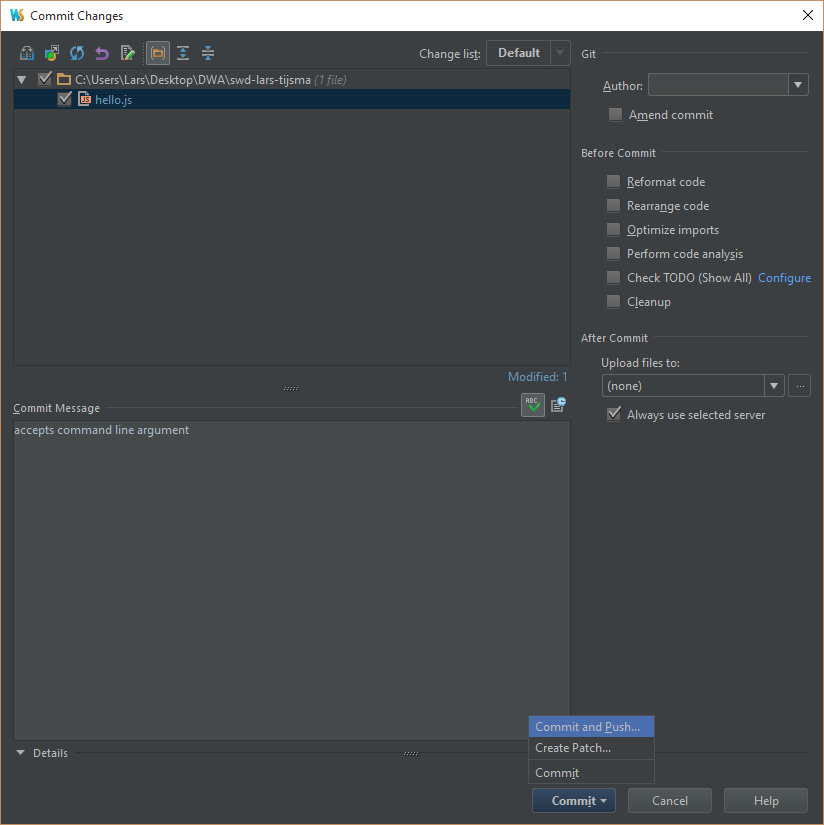 WS Commit Changes
Change list: Default
C:\Users\Lars\Desktop\DWA\swd-lars-tijsma (1 file)
JS hello.js
Modified: 1
Commit Message
ABC
accepts command line argument
Details
Git
Author:
Amend commit
Before Commit
Reformat code
Rearrange code
Optimize imports
Perform code analysis
Check TODO (Show All) Configure
Cleanup
After Commit
Upload files to:
(none) ...
Always use selected server
Commit and Push...
Create Patch...
Commit
Commit Cancel Help